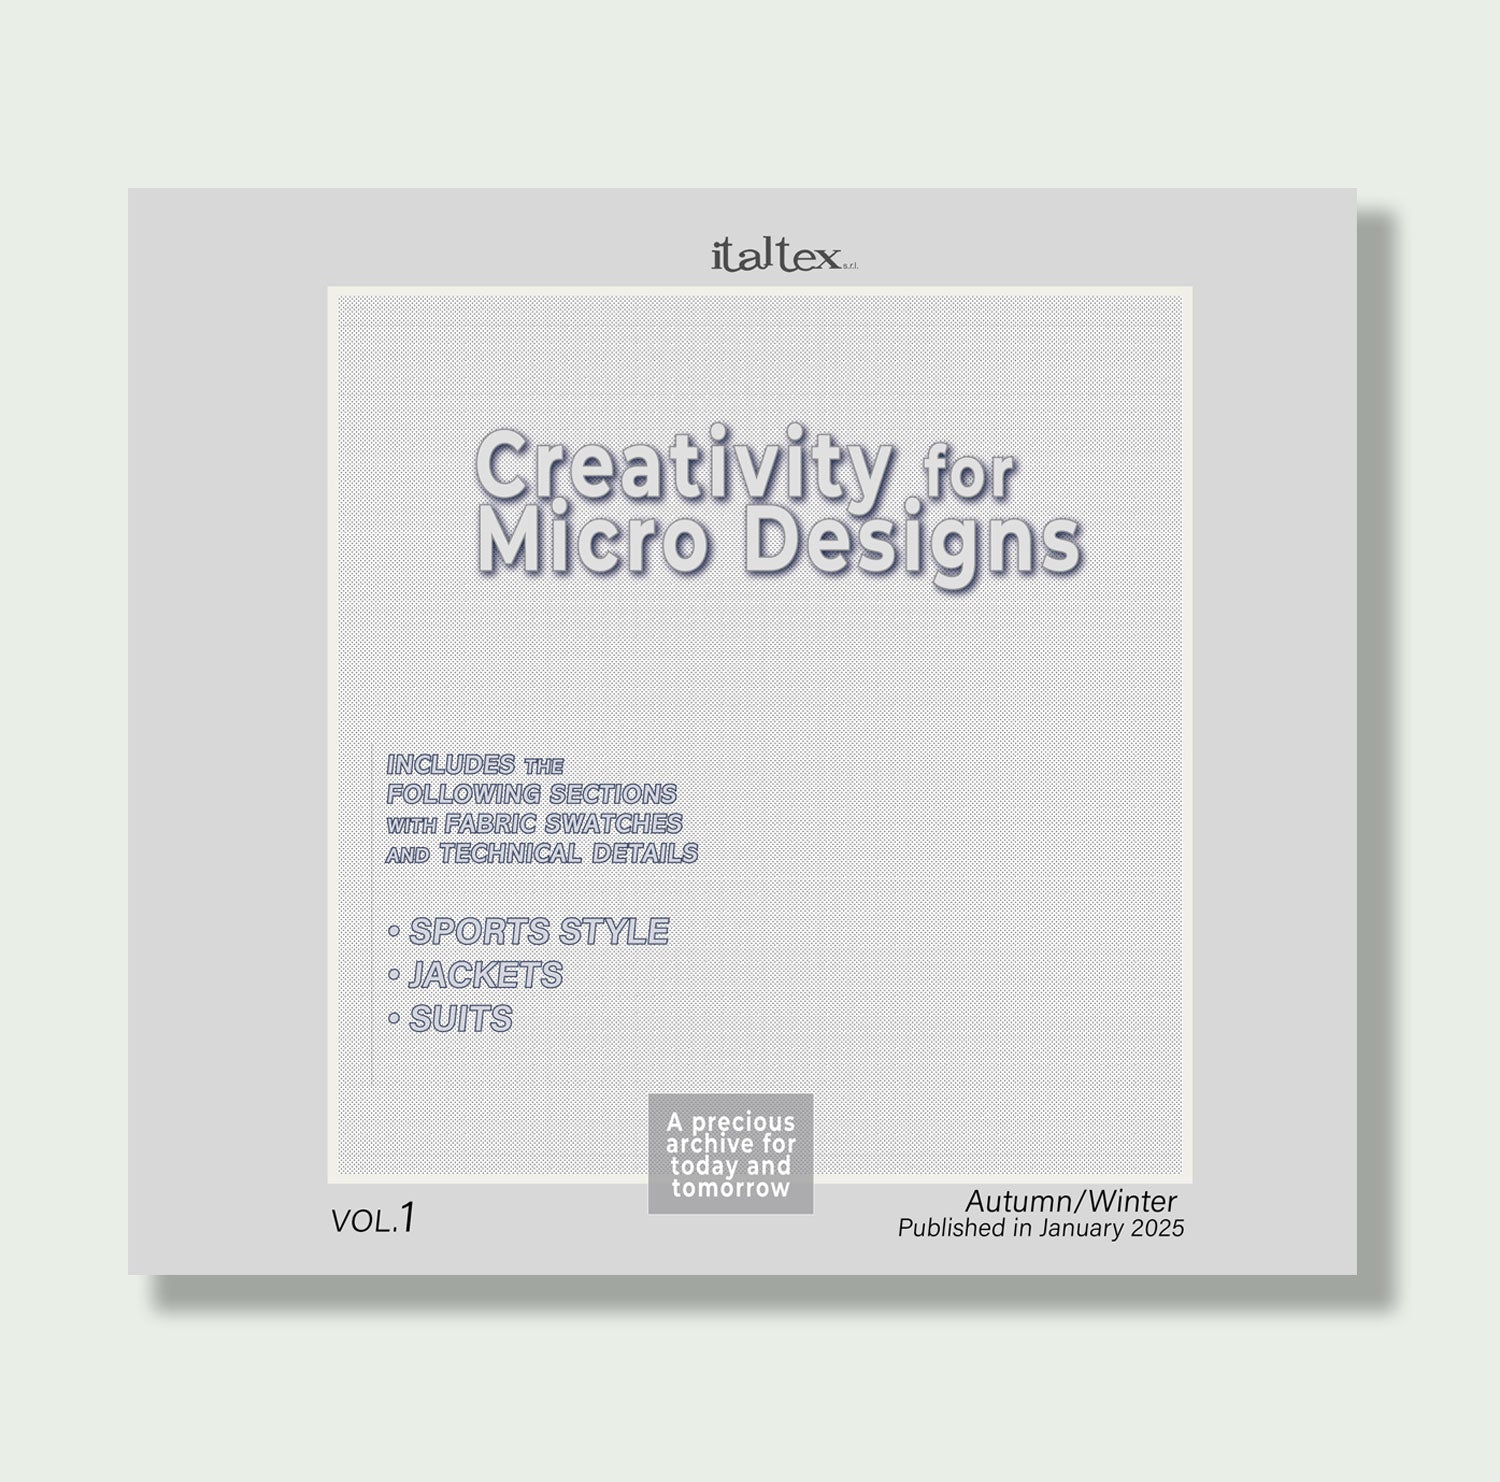 italtex s.r.l.
Creativity for
Micro Designs
INCLUDES THE
FOLLOWING SECTIONS
WITH FABRIC SWATCHES
AND TECHNICAL DETAILS
• SPORTS STYLE
• JACKETS
• SUITS
A precious
archive for
today and
tomorrow
VOL.1
Autumn/Winter
Published in January 2025